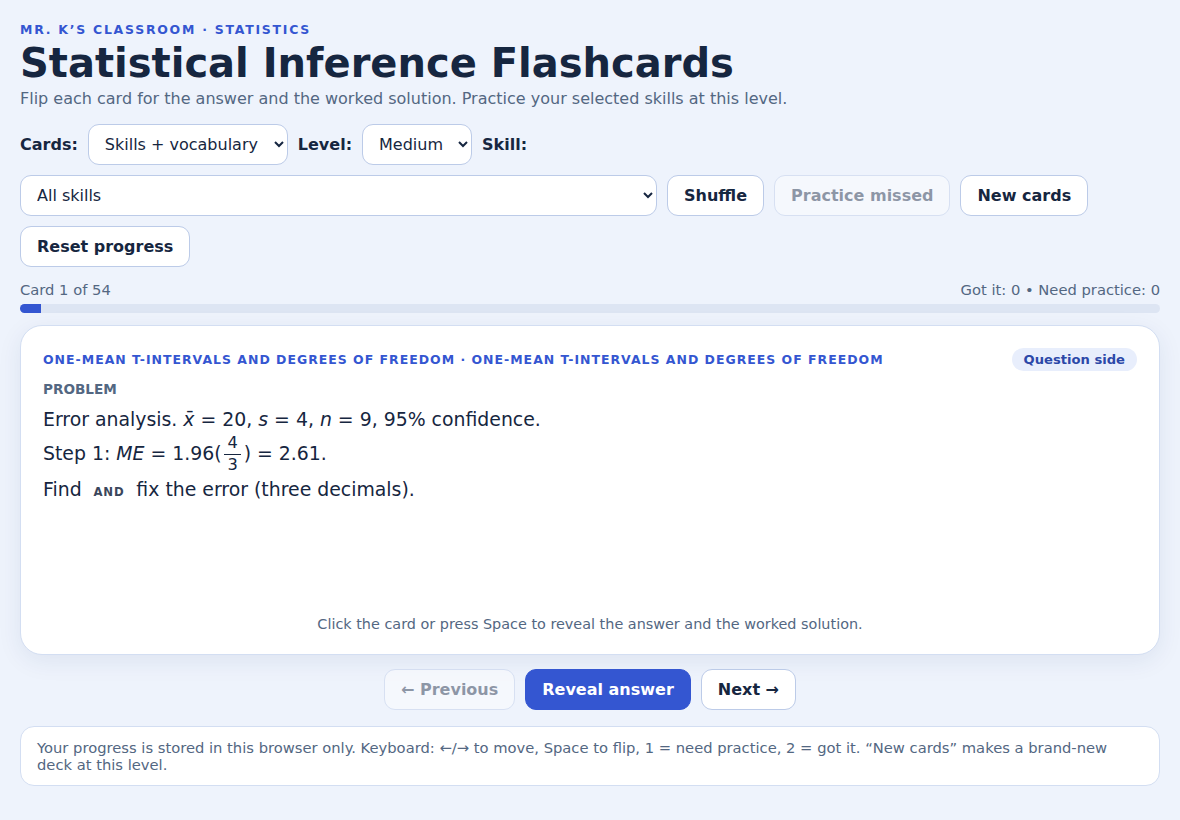 MR. K’S CLASSROOM · STATISTICS
Statistical Inference Flashcards
Flip each card for the answer and the worked solution. Practice your selected skills at this level.
Cards: Skills + vocabulary Level: Medium Skill:
All skills Shuffle Practice missed New cards
Reset progress
Card 1 of 54 Got it: 0 • Need practice: 0
ONE-MEAN T-INTERVALS AND DEGREES OF FREEDOM · ONE-MEAN T-INTERVALS AND DEGREES OF FREEDOM Question side
PROBLEM
Error analysis. x̄ = 20, s = 4, n = 9, 95% confidence.
Step 1: ME = 1.96(4/3) = 2.61.
Find AND fix the error (three decimals).
Click the card or press Space to reveal the answer and the worked solution.
← Previous Reveal answer Next →
Your progress is stored in this browser only. Keyboard: ←/→ to move, Space to flip, 1 = need practice, 2 = got it. “New cards” makes a brand-new
deck at this level.